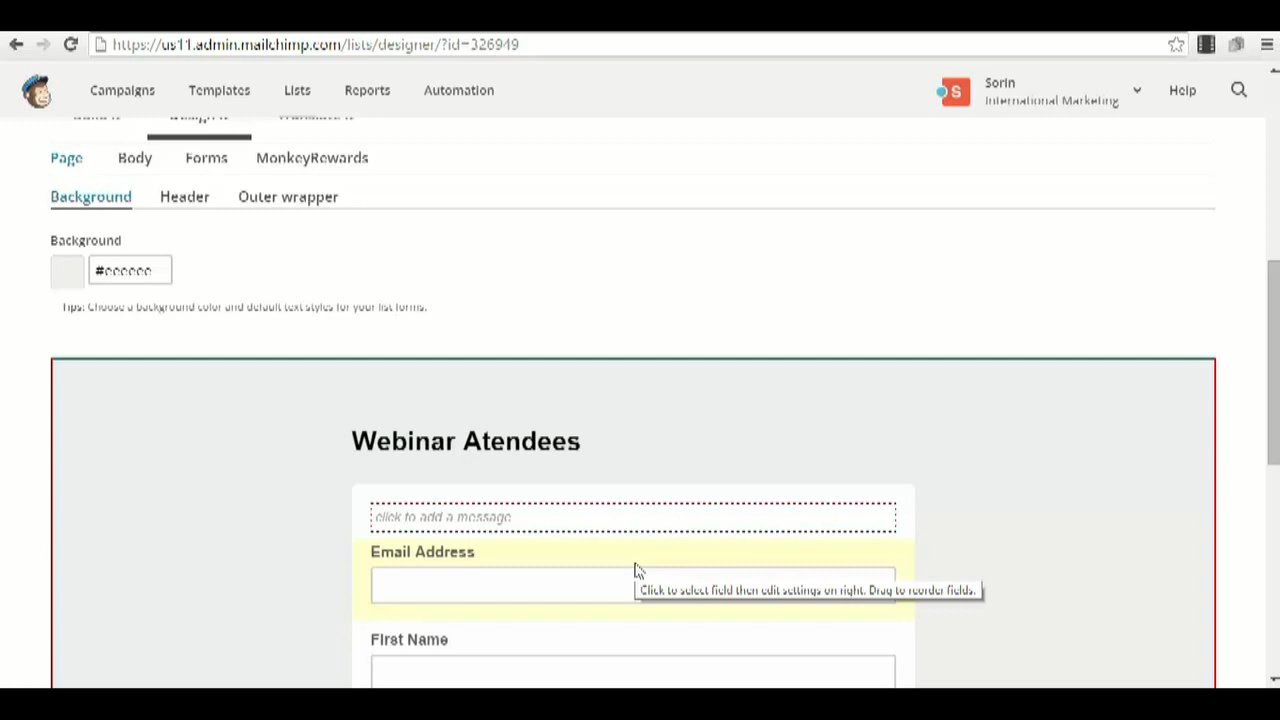 https://us11.admin.mailchimp.com/lists/designer/?id=326949
Campaigns Templates Lists Reports Automation
S Sorin Help
International Marketing
Page Body Forms MonkeyRewards
Background Header Outer wrapper
Background
#eeeeee
Tips: Choose a background color and default text styles for your list forms.
Webinar Atendees
click to add a message
Email Address
Click to select field then edit settings on right. Drag to reorder fields.
First Name